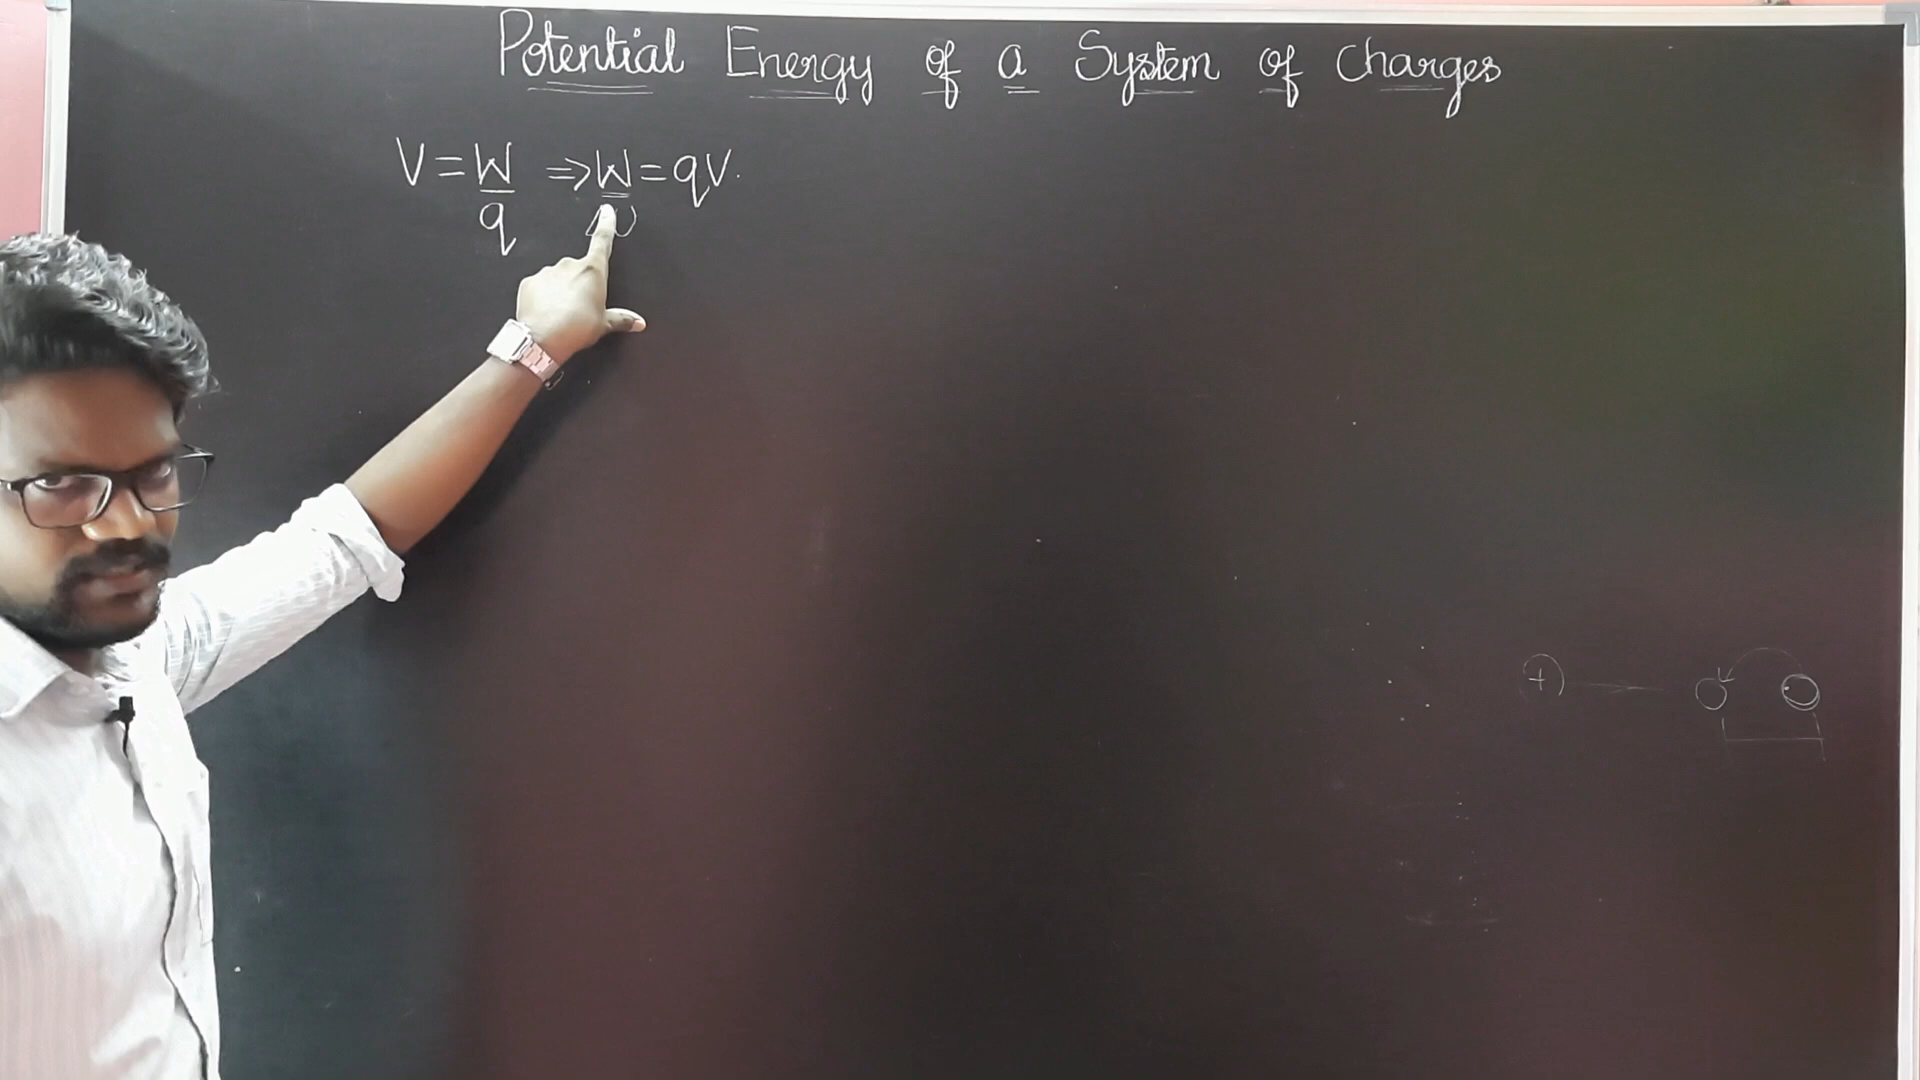 Potential Energy of a System of Charges
V = W/q ⇒ W = qV.
+